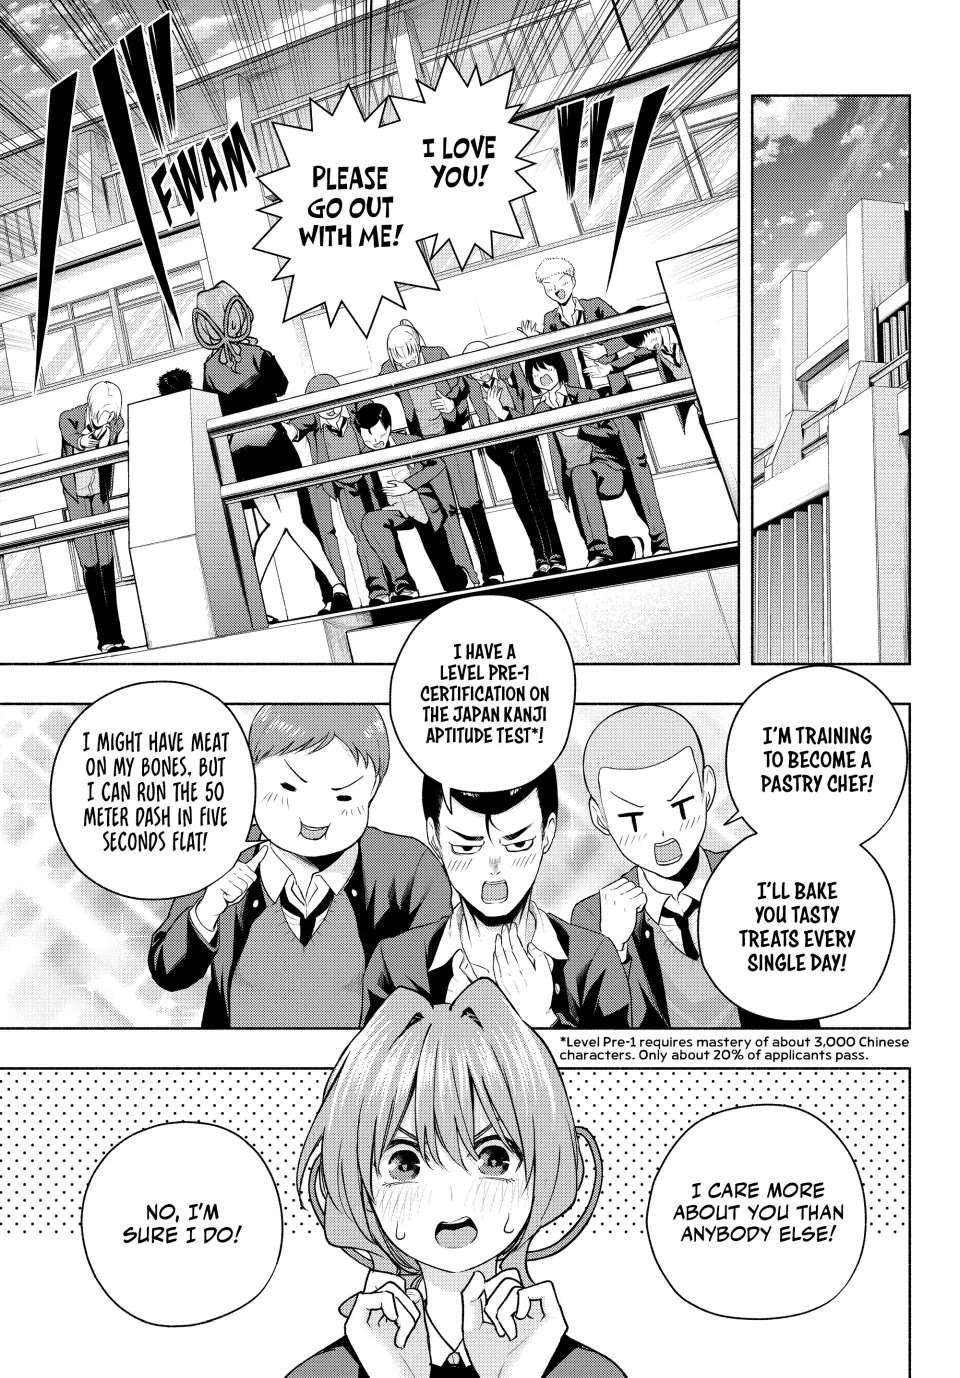 I LOVE
YOU!
PLEASE
GO OUT
WITH ME!
FWAM
I'M TRAINING
TO BECOME A
PASTRY CHEF!
I'LL BAKE
YOU TASTY
TREATS EVERY
SINGLE DAY!
I HAVE A
LEVEL PRE-1
CERTIFICATION ON
THE JAPAN KANJI
APTITUDE TEST*!
I MIGHT HAVE MEAT
ON MY BONES, BUT
I CAN RUN THE 50
METER DASH IN FIVE
SECONDS FLAT!
*Level Pre-1 requires mastery of about 3,000 Chinese
characters. Only about 20% of applicants pass.
I CARE MORE
ABOUT YOU THAN
ANYBODY ELSE!
NO, I'M
SURE I DO!